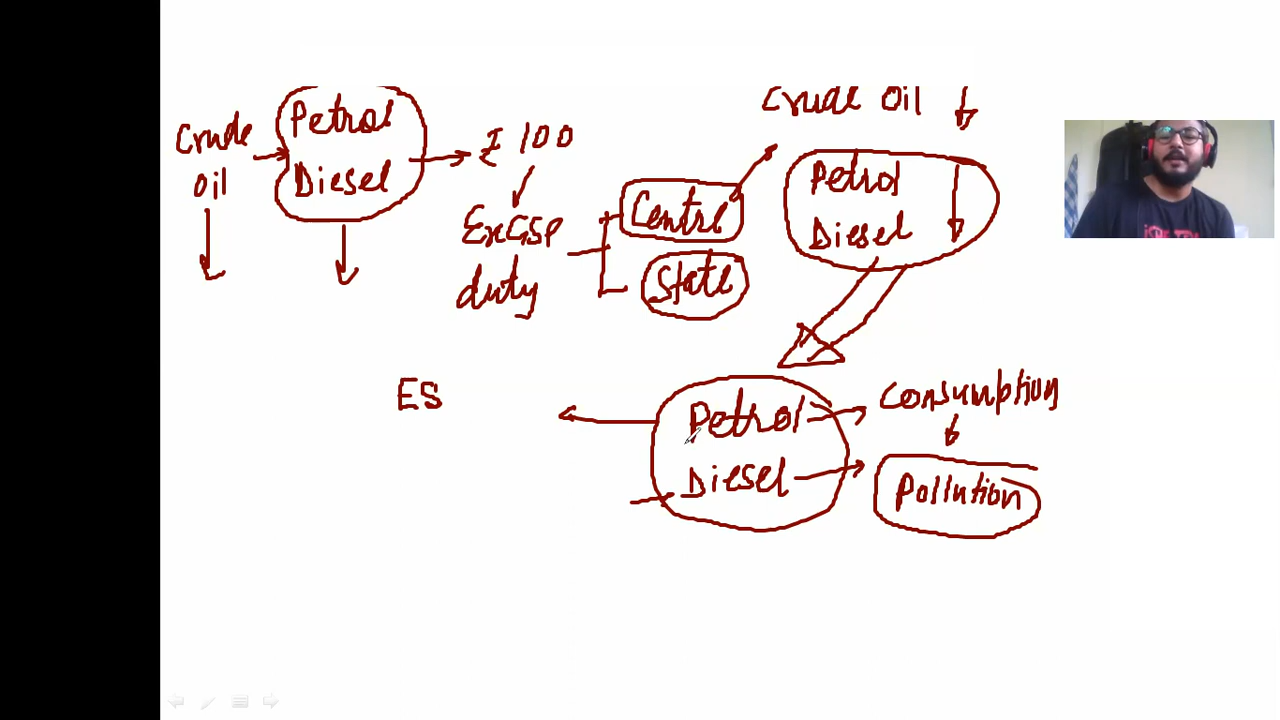 Crude
Oil
Petrol
Diesel
₹ 100
Excise
duty
Centre
State
Crude Oil
Petrol
Diesel
ES
Petrol
Diesel
Consumption
Pollution